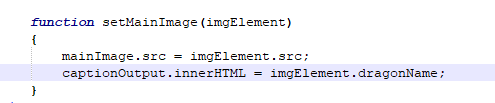 function setMainImage(imgElement)
{
    mainImage.src = imgElement.src;
    captionOutput.innerHTML = imgElement.dragonName;
}